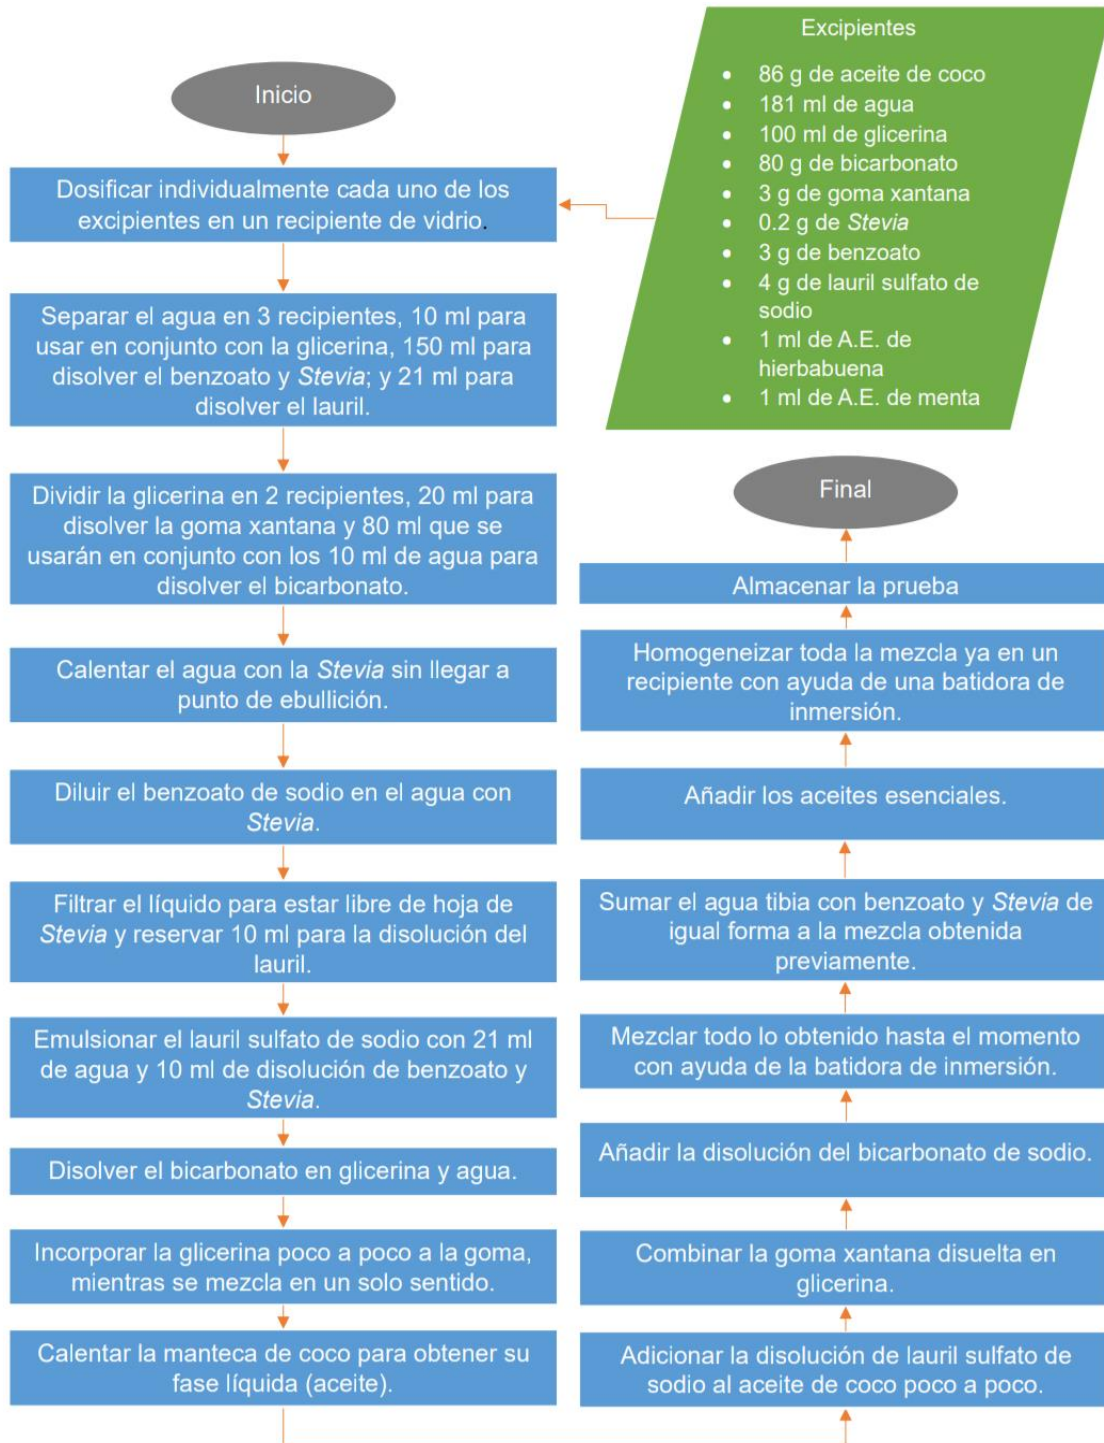 Inicio
Dosificar individualmente cada uno de los
excipientes en un recipiente de vidrio.
Separar el agua en 3 recipientes, 10 ml para
usar en conjunto con la glicerina, 150 ml para
disolver el benzoato y Stevia; y 21 ml para
disolver el lauril.
Dividir la glicerina en 2 recipientes, 20 ml para
disolver la goma xantana y 80 ml que se
usarán en conjunto con los 10 ml de agua para
disolver el bicarbonato.
Calentar el agua con la Stevia sin llegar a
punto de ebullición.
Diluir el benzoato de sodio en el agua con
Stevia.
Filtrar el líquido para estar libre de hoja de
Stevia y reservar 10 ml para la disolución del
lauril.
Emulsionar el lauril sulfato de sodio con 21 ml
de agua y 10 ml de disolución de benzoato y
Stevia.
Disolver el bicarbonato en glicerina y agua.
Incorporar la glicerina poco a poco a la goma,
mientras se mezcla en un solo sentido.
Calentar la manteca de coco para obtener su
fase líquida (aceite).
Excipientes
• 86 g de aceite de coco
• 181 ml de agua
• 100 ml de glicerina
• 80 g de bicarbonato
• 3 g de goma xantana
• 0.2 g de Stevia
• 3 g de benzoato
• 4 g de lauril sulfato de
sodio
• 1 ml de A.E. de
hierbabuena
• 1 ml de A.E. de menta
Final
Almacenar la prueba
Homogeneizar toda la mezcla ya en un
recipiente con ayuda de una batidora de
inmersión.
Añadir los aceites esenciales.
Sumar el agua tibia con benzoato y Stevia de
igual forma a la mezcla obtenida
previamente.
Mezclar todo lo obtenido hasta el momento
con ayuda de la batidora de inmersión.
Añadir la disolución del bicarbonato de sodio.
Combinar la goma xantana disuelta en
glicerina.
Adicionar la disolución de lauril sulfato de
sodio al aceite de coco poco a poco.